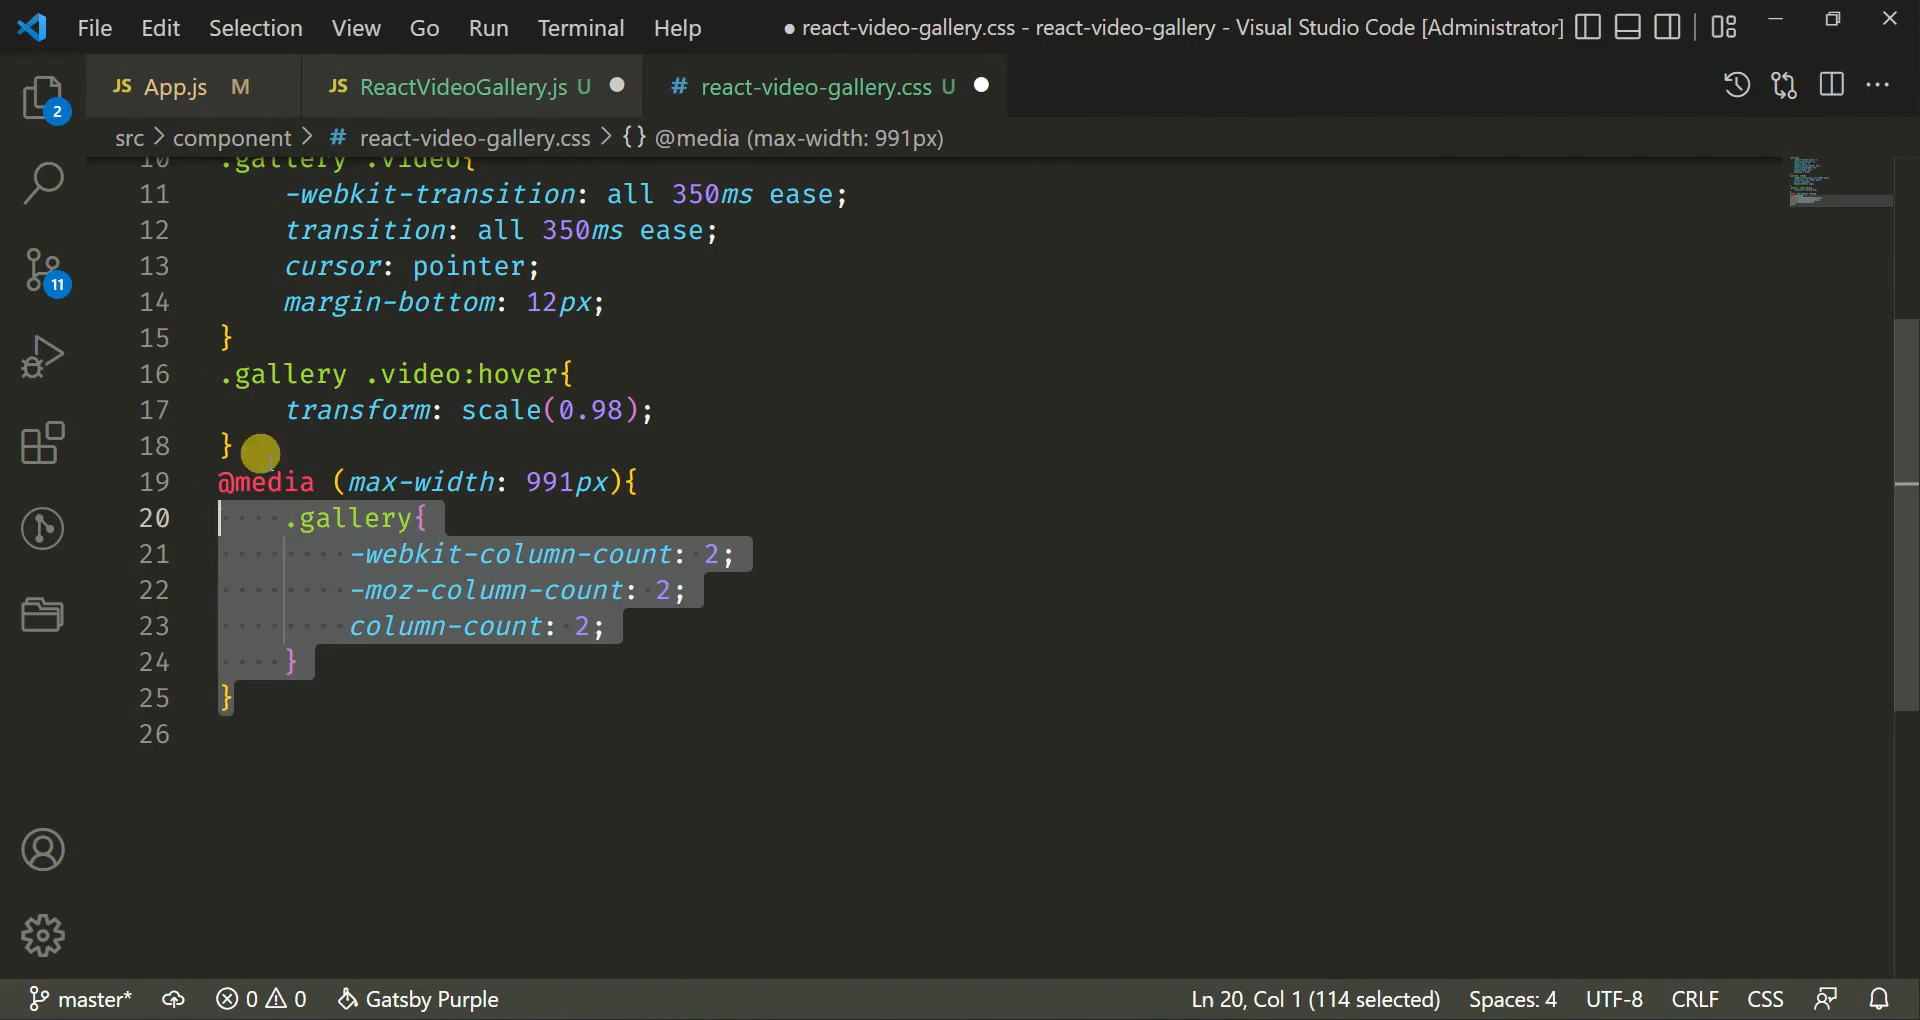 File Edit Selection View Go Run Terminal Help ● react-video-gallery.css - react-video-gallery - Visual Studio Code [Administrator]
JS App.js M JS ReactVideoGallery.js U # react-video-gallery.css U
2
src > component > # react-video-gallery.css > {} @media (max-width: 991px)
10 .gallery .video{
11 -webkit-transition: all 350ms ease;
12 transition: all 350ms ease;
13 cursor: pointer;
14 margin-bottom: 12px;
15 }
16 .gallery .video:hover{
17 transform: scale(0.98);
18 }
19 @media (max-width: 991px){
20 .gallery{
21 -webkit-column-count: 2;
22 -moz-column-count: 2;
23 column-count: 2;
24 }
25 }
26
11
master* 0 0 Gatsby Purple Ln 20, Col 1 (114 selected) Spaces: 4 UTF-8 CRLF CSS